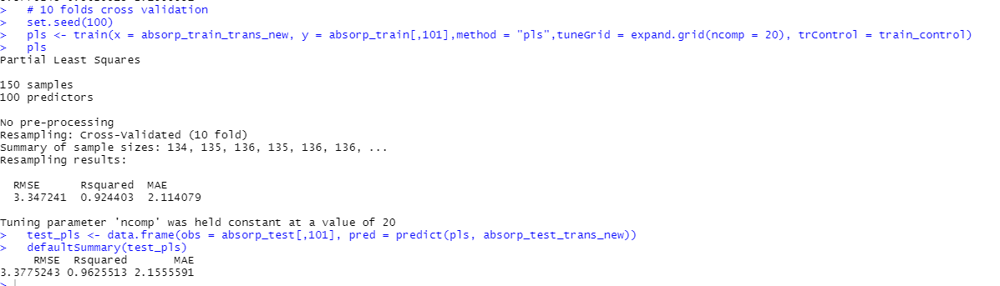 >   # 10 folds cross validation
>   set.seed(100)
>   pls <- train(x = absorp_train_trans_new, y = absorp_train[,101],method = "pls",tuneGrid = expand.grid(ncomp = 20), trControl = train_control)
>   pls
Partial Least Squares
150 samples
100 predictors
No pre-processing
Resampling: Cross-Validated (10 fold)
Summary of sample sizes: 134, 135, 136, 135, 136, 136, ...
Resampling results:
  RMSE      Rsquared  MAE
  3.347241  0.924403  2.114079
Tuning parameter 'ncomp' was held constant at a value of 20
>   test_pls <- data.frame(obs = absorp_test[,101], pred = predict(pls, absorp_test_trans_new))
>   defaultSummary(test_pls)
     RMSE  Rsquared       MAE
3.3775243 0.9625513 2.1555591
>